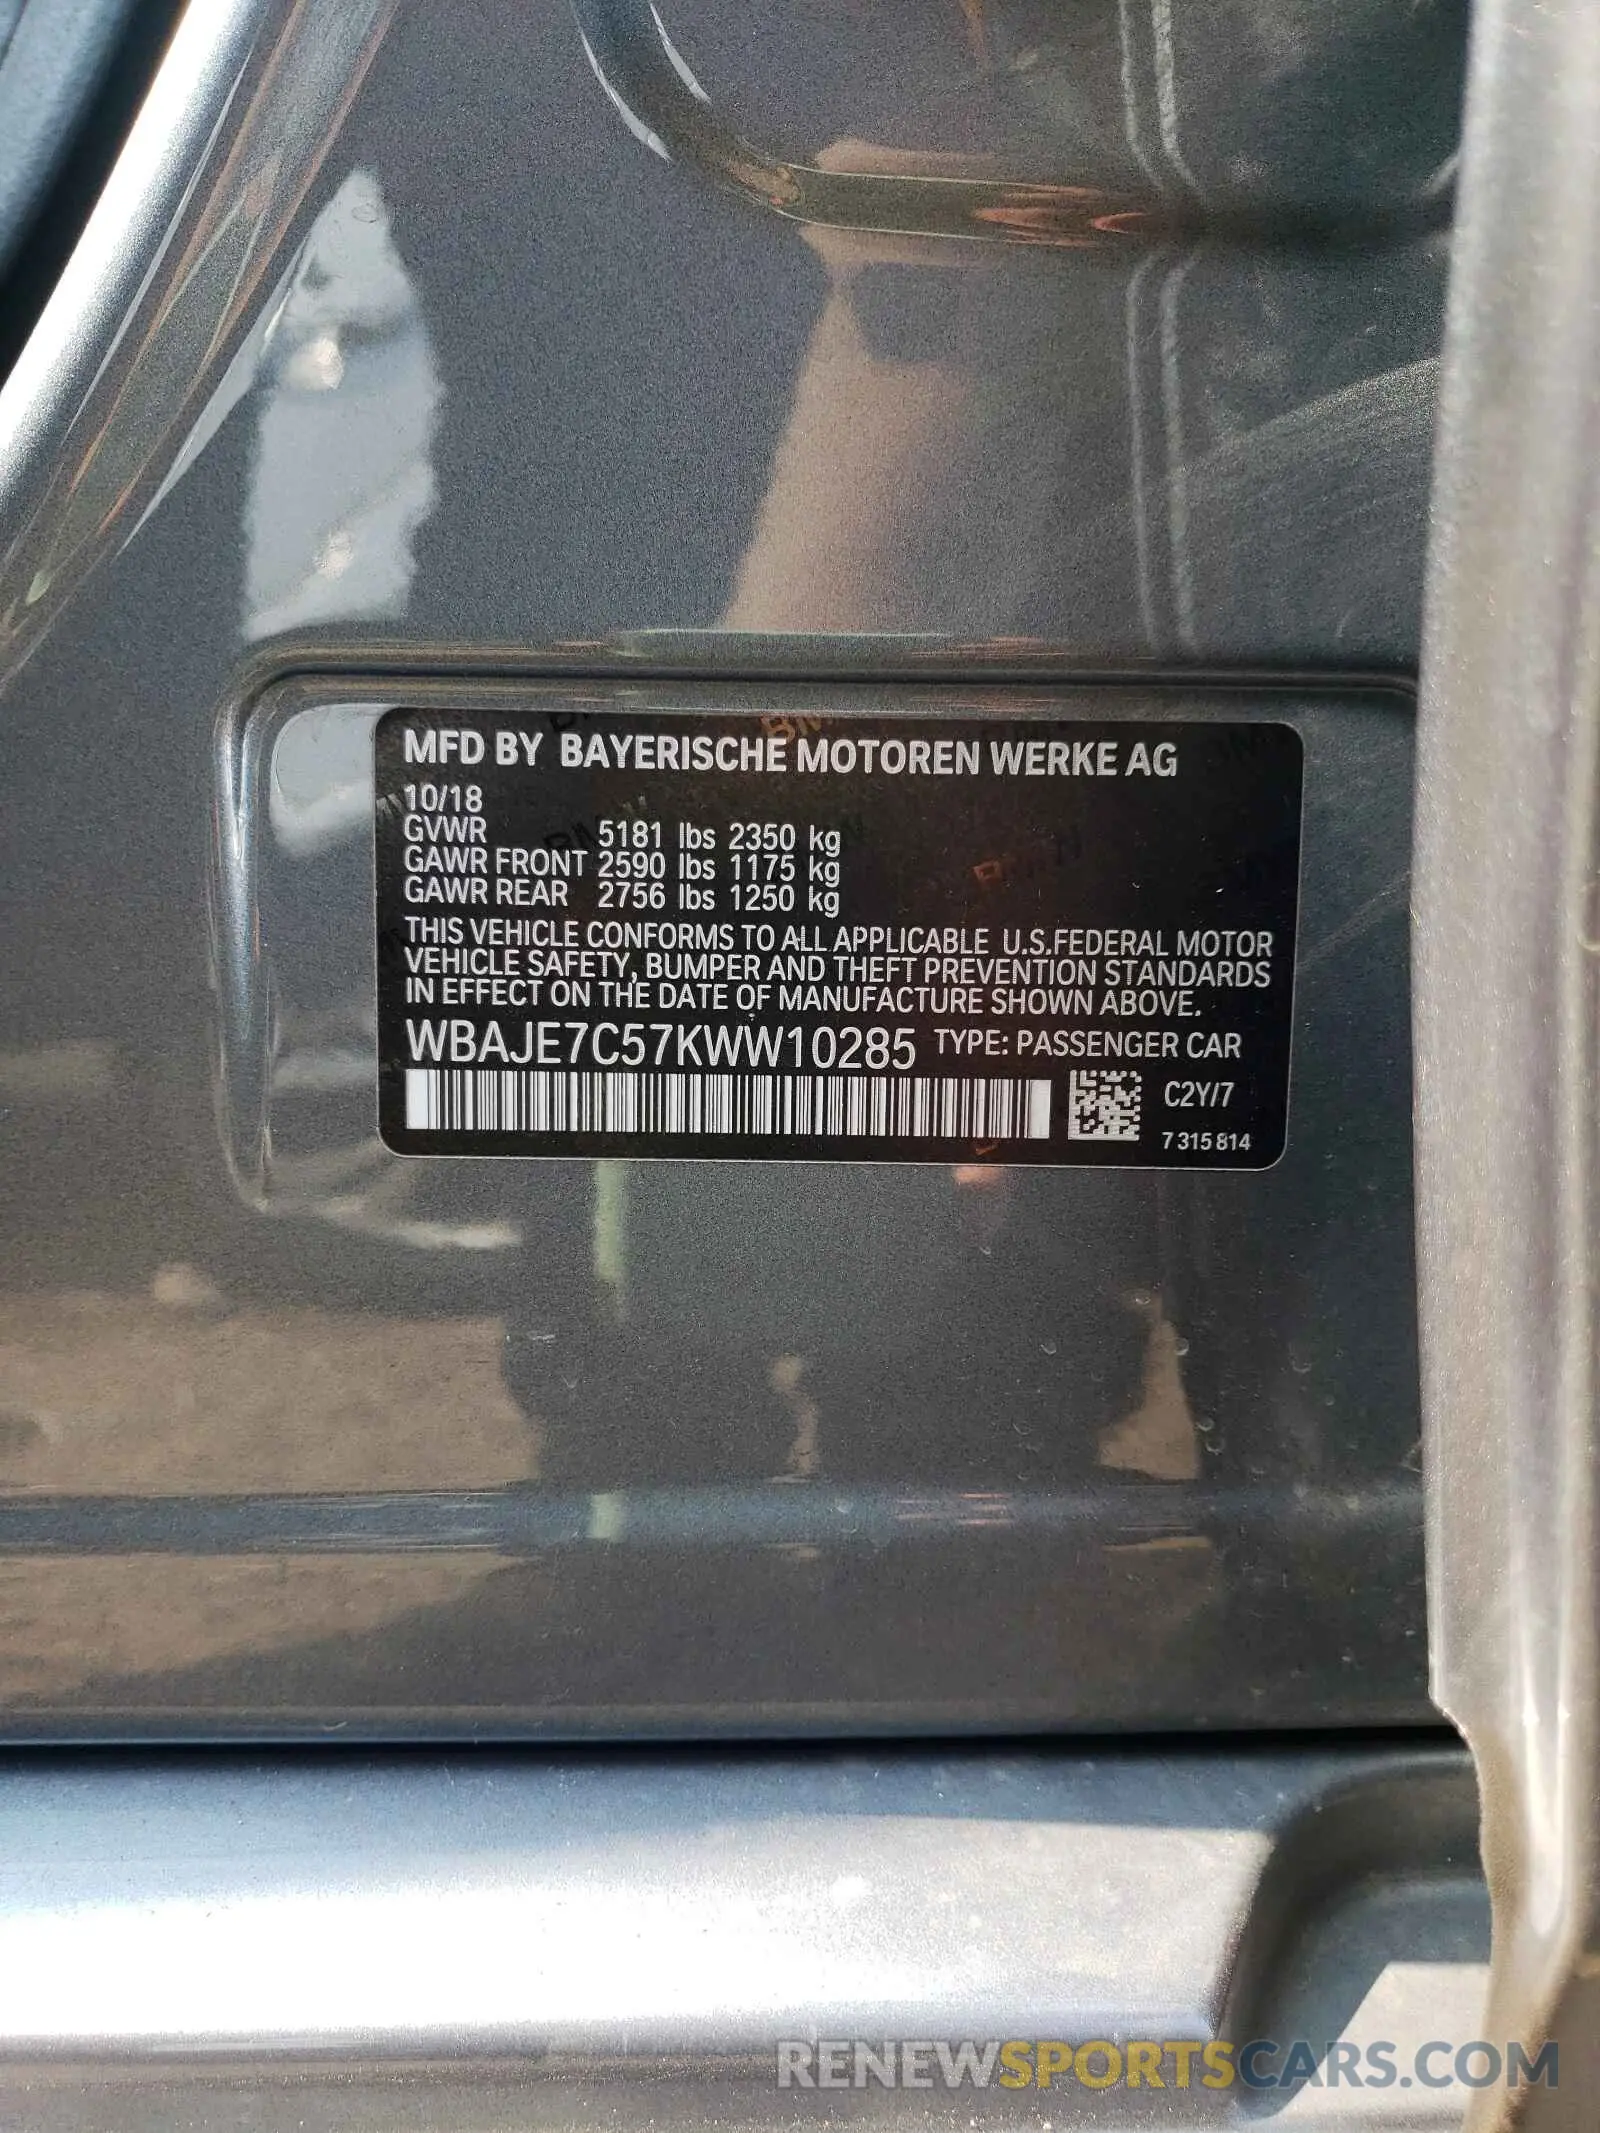 MFD BY BAYERISCHE MOTOREN WERKE AG
10/18
GVWR 5181 lbs 2350 kg
GAWR FRONT 2590 lbs 1175 kg
GAWR REAR 2756 lbs 1250 kg
THIS VEHICLE CONFORMS TO ALL APPLICABLE U.S.FEDERAL MOTOR
VEHICLE SAFETY, BUMPER AND THEFT PREVENTION STANDARDS
IN EFFECT ON THE DATE OF MANUFACTURE SHOWN ABOVE.
WBAJE7C57KWW10285 TYPE: PASSENGER CAR
C2Y/7
7 315 814
RENEWSPORTSCARS.COM